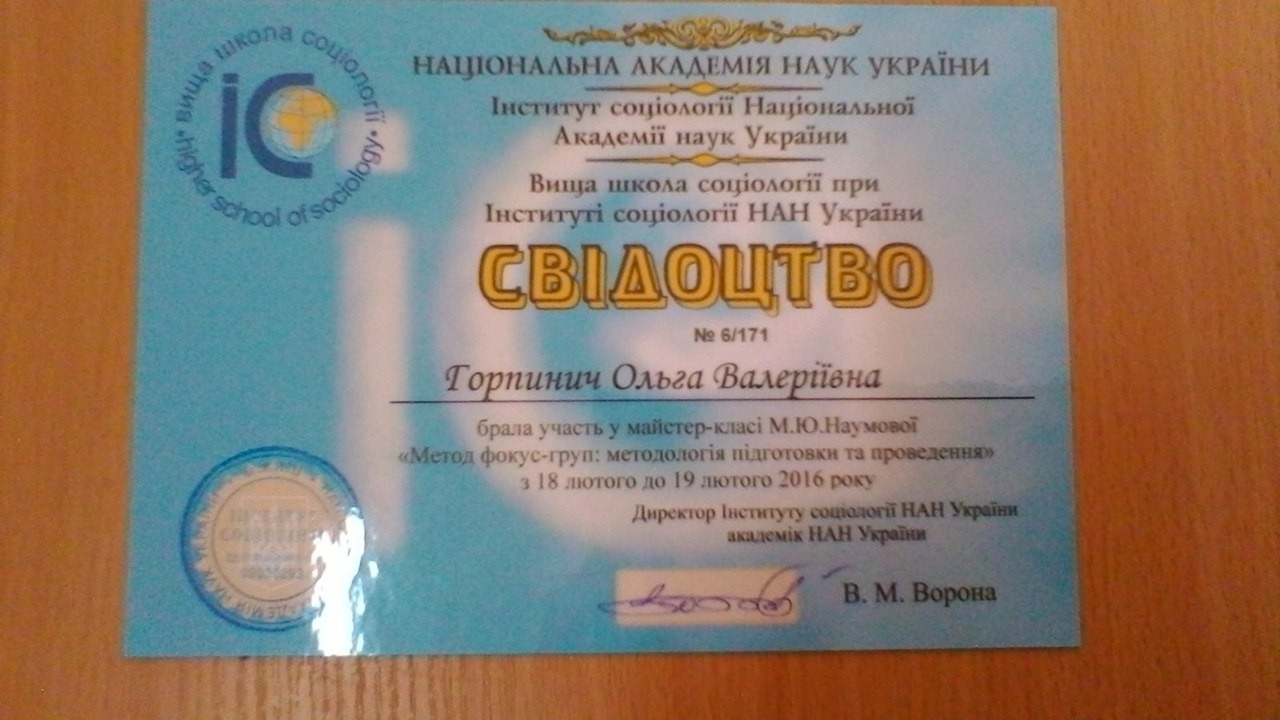 • вища школа соціології •
higher school of sociology
іС
НАЦІОНАЛЬНА АКАДЕМІЯ НАУК УКРАЇНИ
Інститут соціології Національної
Академії наук України
Вища школа соціології при
Інституті соціології НАН України
СВІДОЦТВО
№ 6/171
Горпинич Ольга Валеріївна
брала участь у майстер-класі М.Ю.Наумової
«Метод фокус-груп: методологія підготовки та проведення»
з 18 лютого до 19 лютого 2016 року
Директор Інституту соціології НАН України
академік НАН України
В. М. Ворона